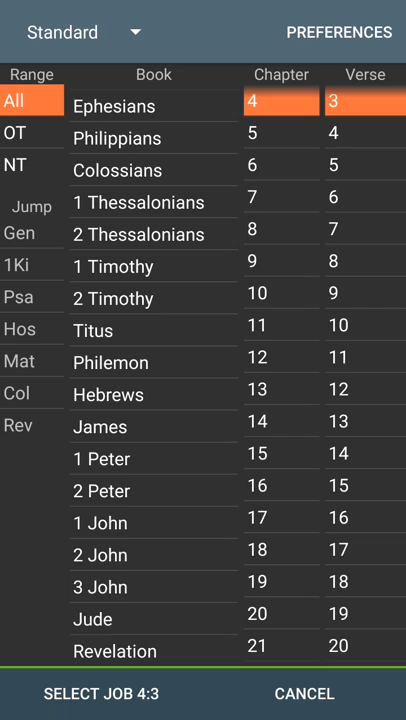 Standard PREFERENCES
Range Book Chapter Verse
All Ephesians 4 3
OT Philippians 5 4
NT Colossians 6 5
1 Thessalonians 7 6
Jump
Gen 2 Thessalonians 8 7
1Ki 1 Timothy 9 8
Psa 2 Timothy 10 9
Hos Titus 11 10
Mat Philemon 12 11
Col Hebrews 13 12
Rev James 14 13
1 Peter 15 14
2 Peter 16 15
1 John 17 16
2 John 18 17
3 John 19 18
Jude 20 19
Revelation 21 20
SELECT JOB 4:3 CANCEL